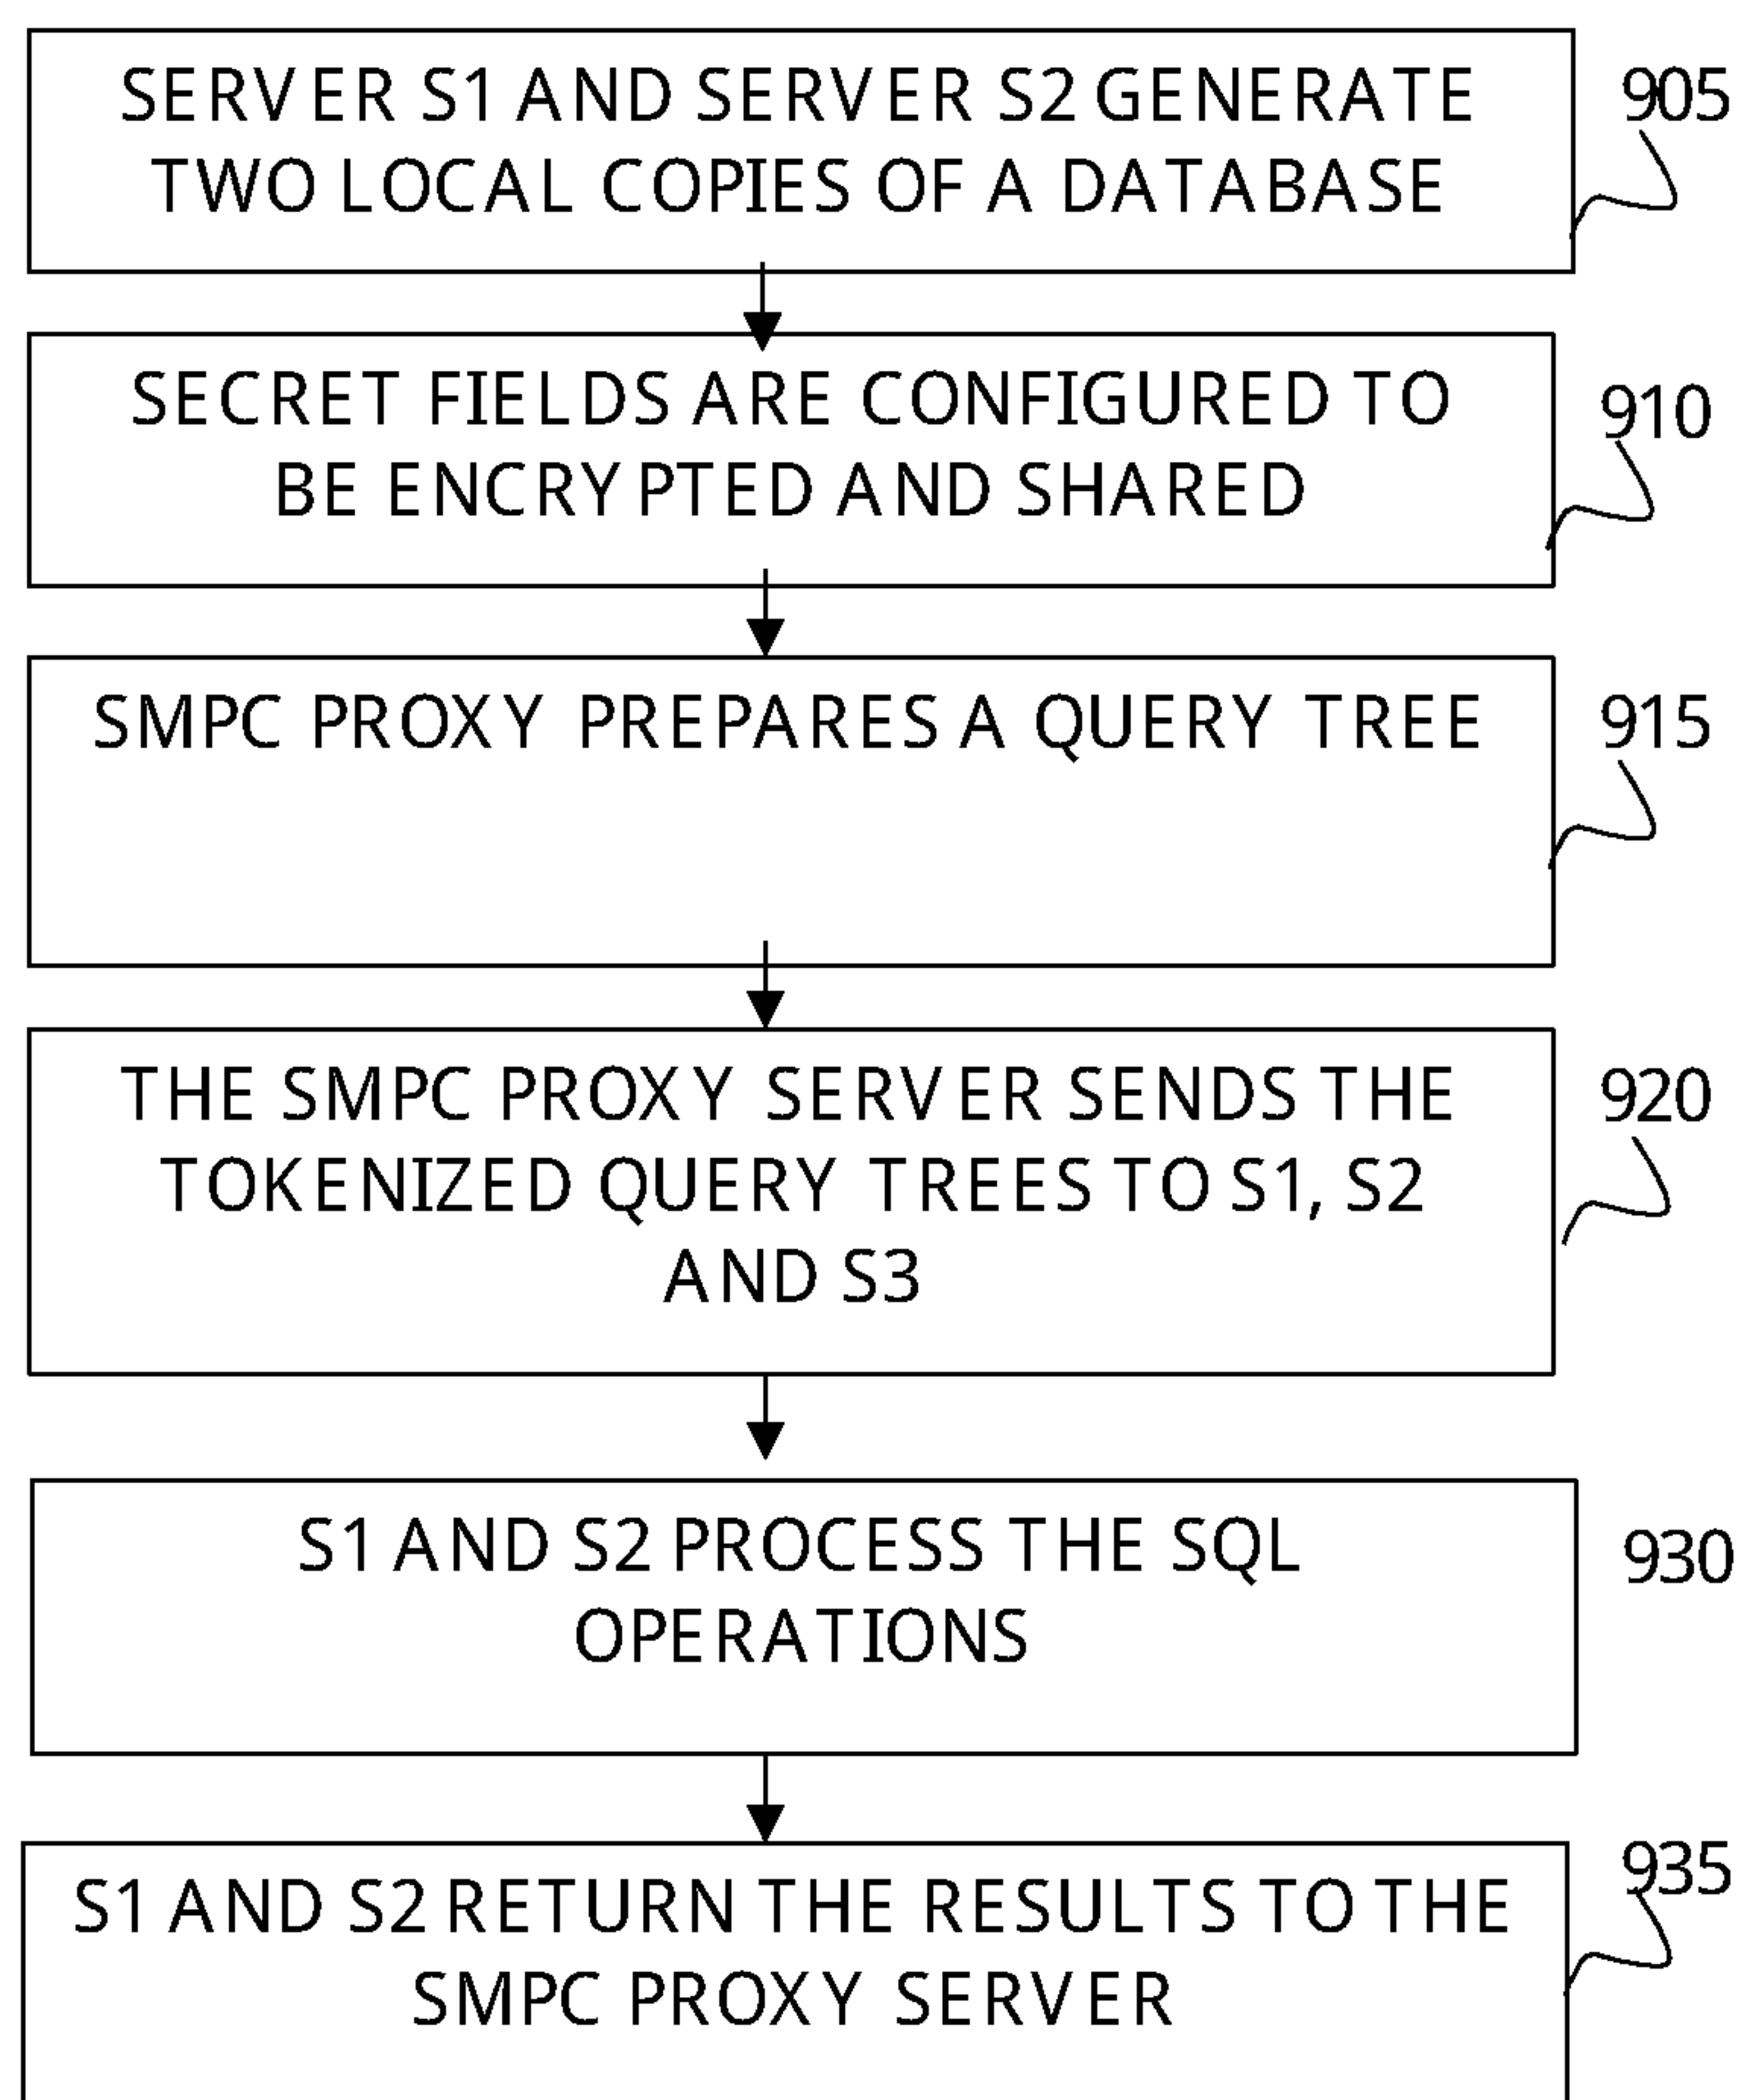 SERVER S1 AND SERVER S2 GENERATE
TWO LOCAL COPIES OF A DATABASE
905
SECRET FIELDS ARE CONFIGURED TO
BE ENCRYPTED AND SHARED
910
SMPC PROXY PREPARES A QUERY TREE
915
THE SMPC PROXY SERVER SENDS THE
TOKENIZED QUERY TREES TO S1, S2
AND S3
920
S1 AND S2 PROCESS THE SQL
OPERATIONS
930
S1 AND S2 RETURN THE RESULTS TO THE
SMPC PROXY SERVER
935